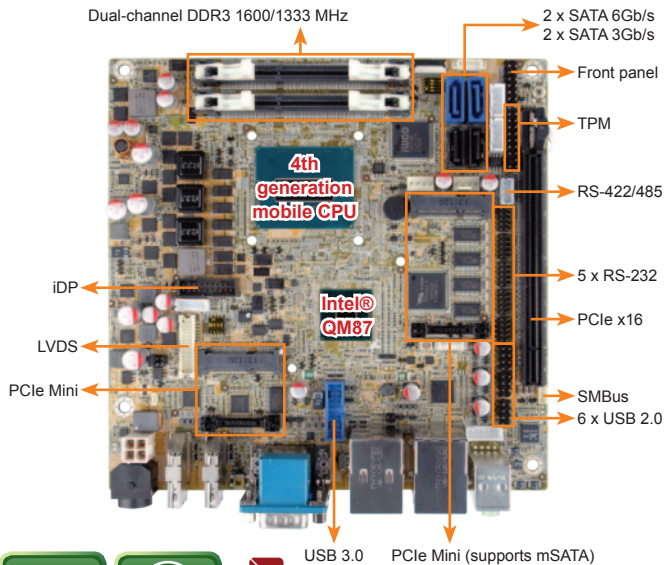 Dual-channel DDR3 1600/1333 MHz
2 x SATA 6Gb/s
2 x SATA 3Gb/s
Front panel
TPM
4th
generation
mobile CPU
RS-422/485
iDP
5 x RS-232
Intel®
QM87
PCIe x16
LVDS
PCIe Mini
SMBus
6 x USB 2.0
USB 3.0
PCIe Mini (supports mSATA)